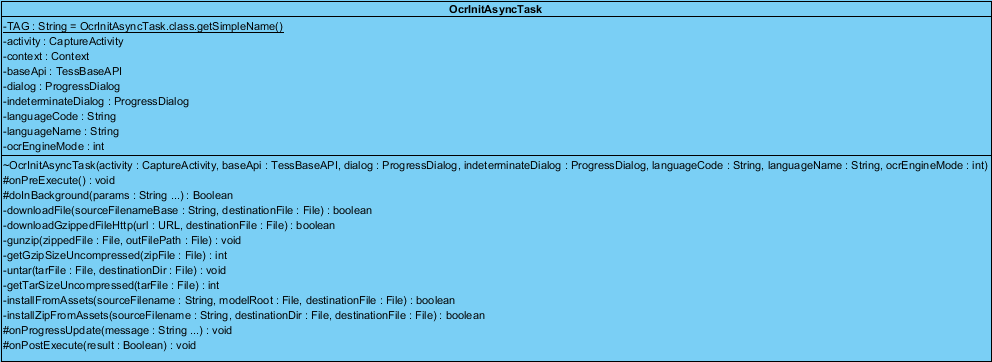 OcrInitAsyncTask
-TAG : String = OcrInitAsyncTask.class.getSimpleName()
-activity : CaptureActivity
-context : Context
-baseApi : TessBaseAPI
-dialog : ProgressDialog
-indeterminateDialog : ProgressDialog
-languageCode : String
-languageName : String
-ocrEngineMode : int
~OcrInitAsyncTask(activity : CaptureActivity, baseApi : TessBaseAPI, dialog : ProgressDialog, indeterminateDialog : ProgressDialog, languageCode : String, languageName : String, ocrEngineMode : int)
#onPreExecute() : void
#doInBackground(params : String ...) : Boolean
-downloadFile(sourceFilenameBase : String, destinationFile : File) : boolean
-downloadGzippedFileHttp(url : URL, destinationFile : File) : boolean
-gunzip(zippedFile : File, outFilePath : File) : void
-getGzipSizeUncompressed(zipFile : File) : int
-untar(tarFile : File, destinationDir : File) : void
-getTarSizeUncompressed(tarFile : File) : int
-installFromAssets(sourceFilename : String, modelRoot : File, destinationFile : File) : boolean
-installZipFromAssets(sourceFilename : String, destinationDir : File, destinationFile : File) : boolean
#onProgressUpdate(message : String ...) : void
#onPostExecute(result : Boolean) : void